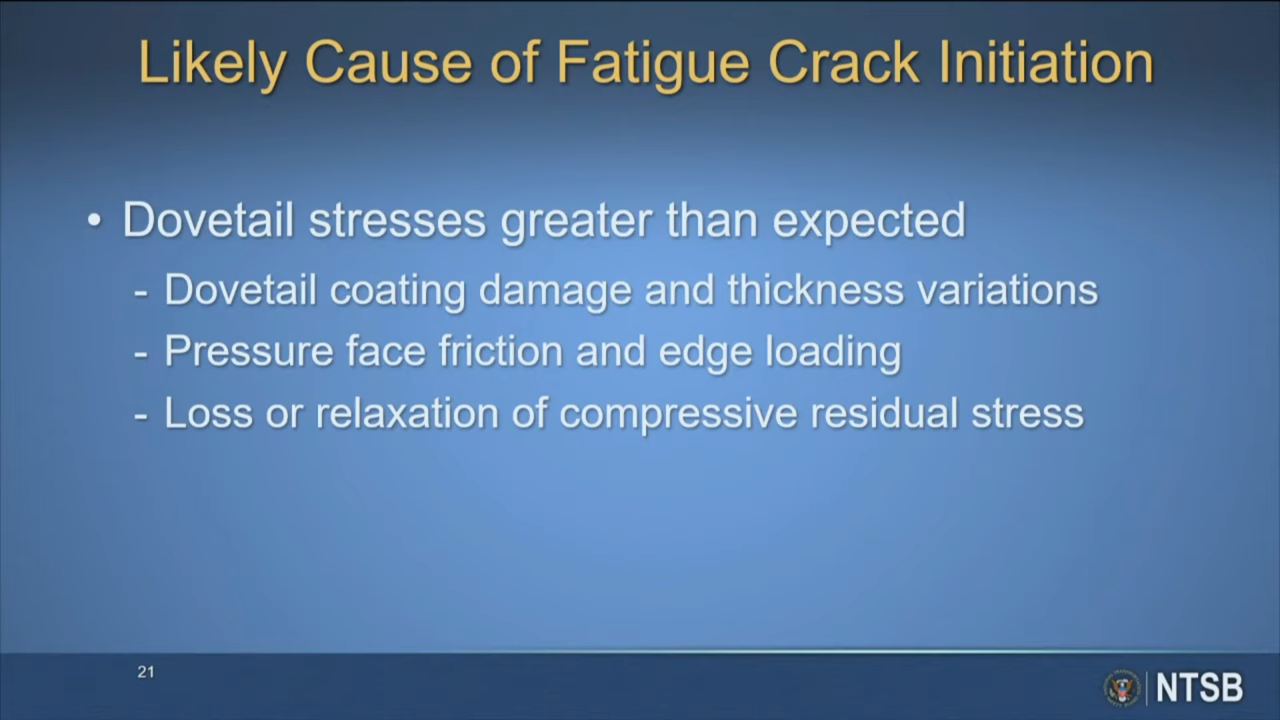 Likely Cause of Fatigue Crack Initiation
• Dovetail stresses greater than expected
- Dovetail coating damage and thickness variations
- Pressure face friction and edge loading
- Loss or relaxation of compressive residual stress
21
NTSB